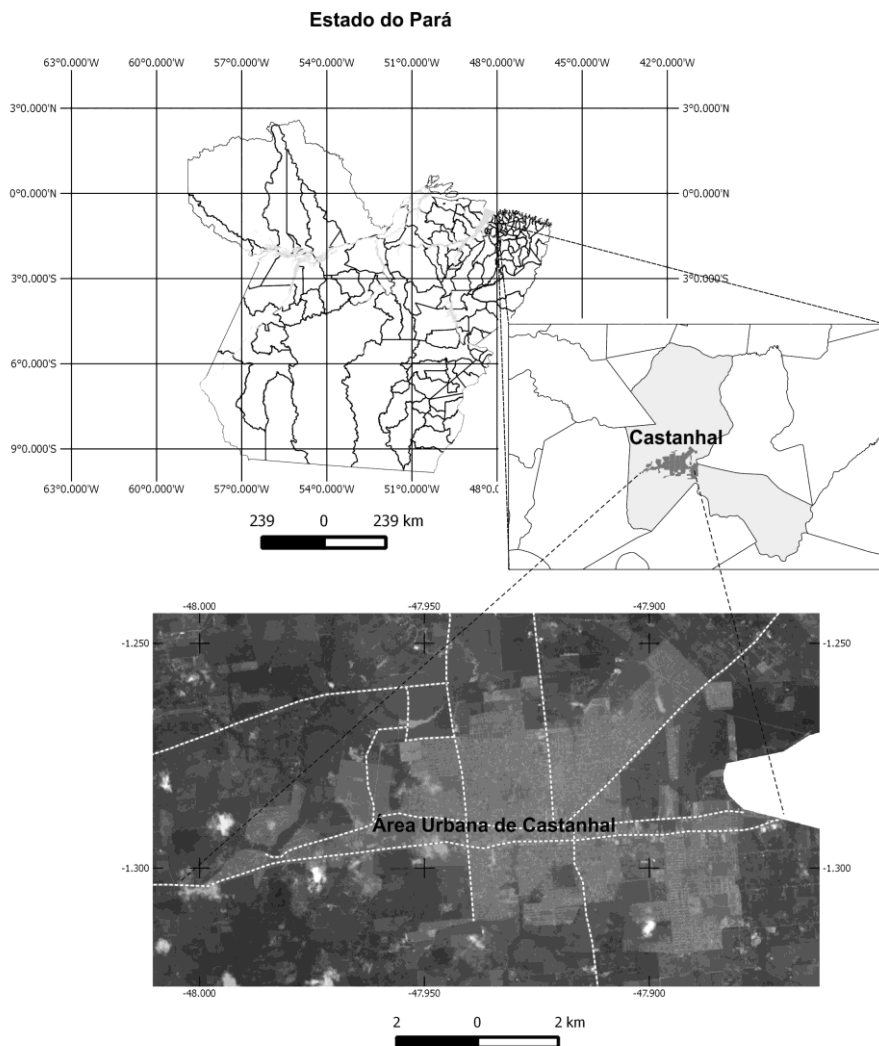 Estado do Pará
63°0.000'W 60°0.000'W 57°0.000'W 54°0.000'W 51°0.000'W 48°0.000'W 45°0.000'W 42°0.000'W
3°0.000'N 3°0.000'N
0°0.000'N 0°0.000'N
3°0.000'S 3°0.000'S
6°0.000'S
Castanhal
9°0.000'S
63°0.000'W 60°0.000'W 57°0.000'W 54°0.000'W 51°0.000'W 48°0.0
239 0 239 km
-48.000 -47.950 -47.900
-1.250 -1.250
Área Urbana de Castanhal
-1.300 -1.300
-48.000 -47.950 -47.900
2 0 2 km